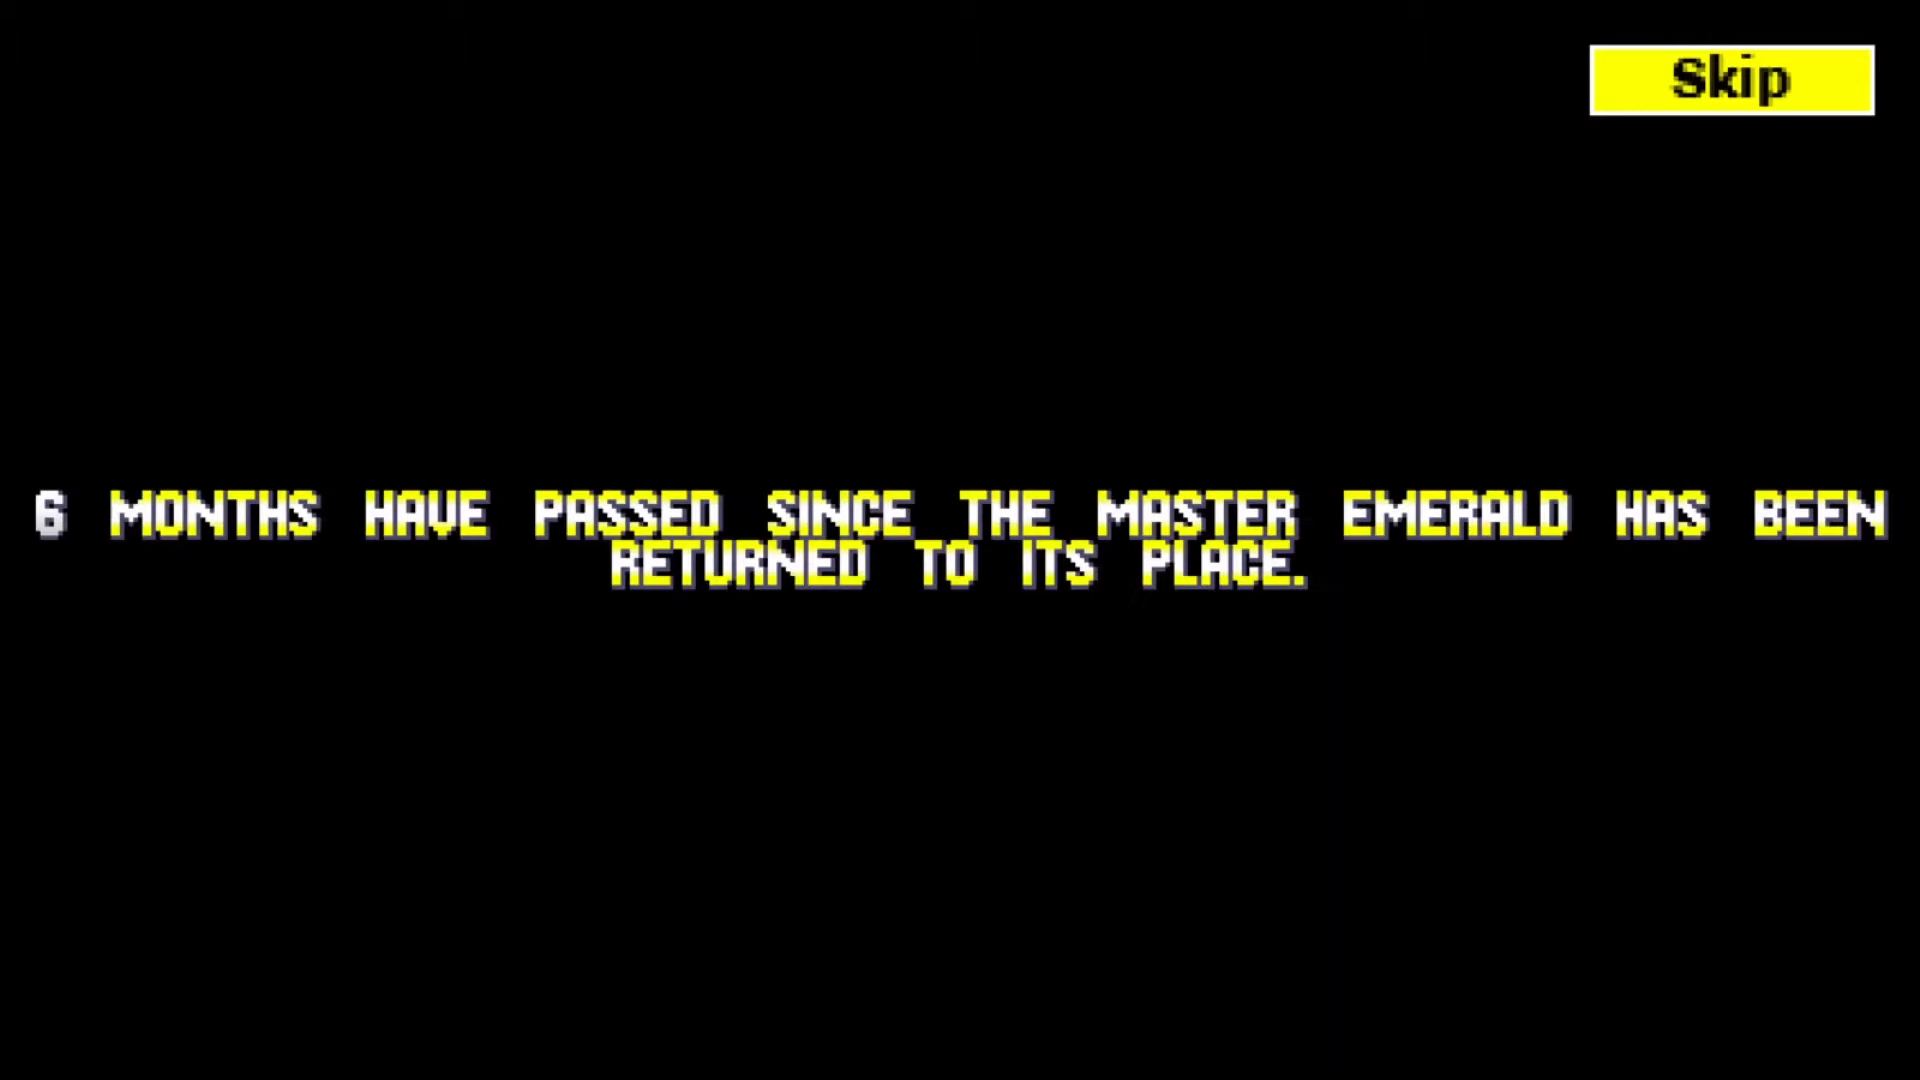 Skip
6 MONTHS HAVE PASSED SINCE THE MASTER EMERALD HAS BEEN
RETURNED TO ITS PLACE.